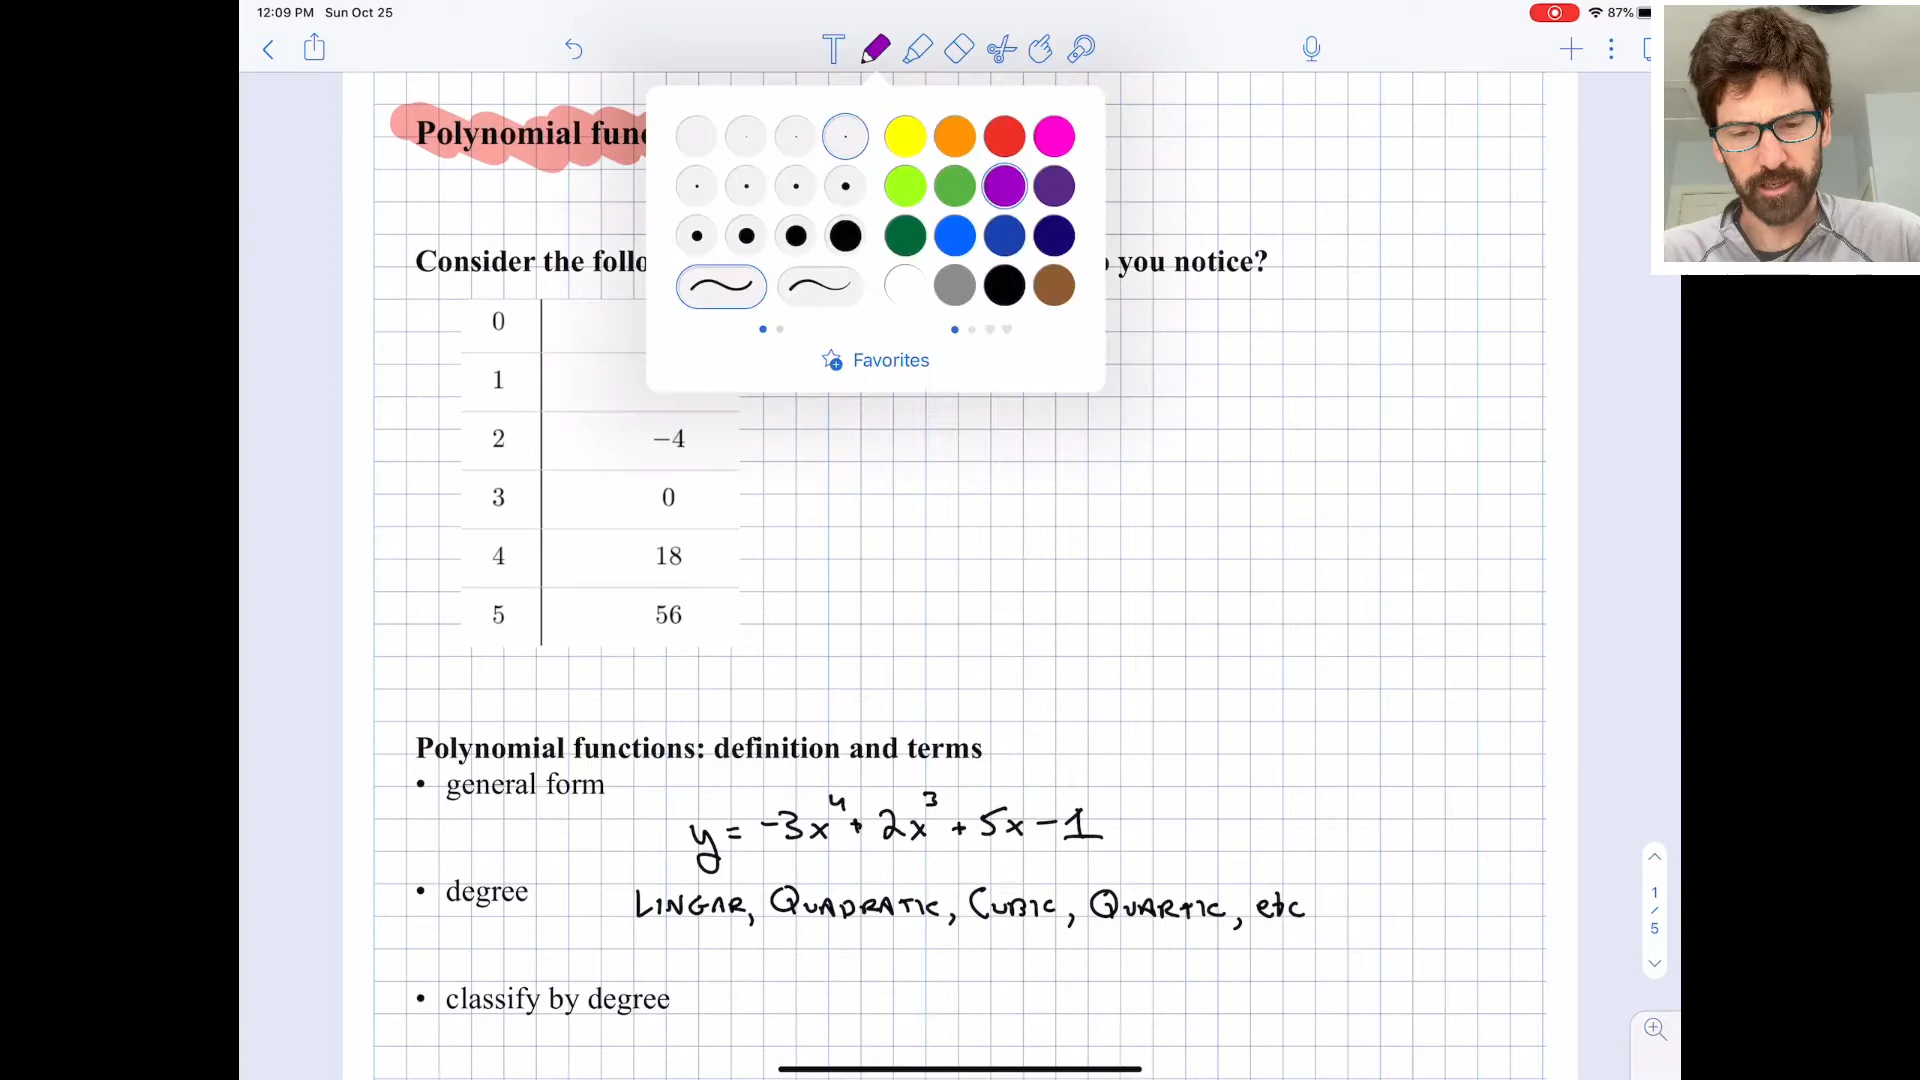 12:09 PM Sun Oct 25
87%
T
Polynomial func
Consider the follo
you notice?
0
1
2 −4
3 0
4 18
5 56
Favorites
Polynomial functions: definition and terms
• general form
y = -3x⁴ + 2x³ + 5x - 1
• degree
LINEAR, QUADRATIC, CUBIC, QUARTIC, etc
• classify by degree
1
/
5